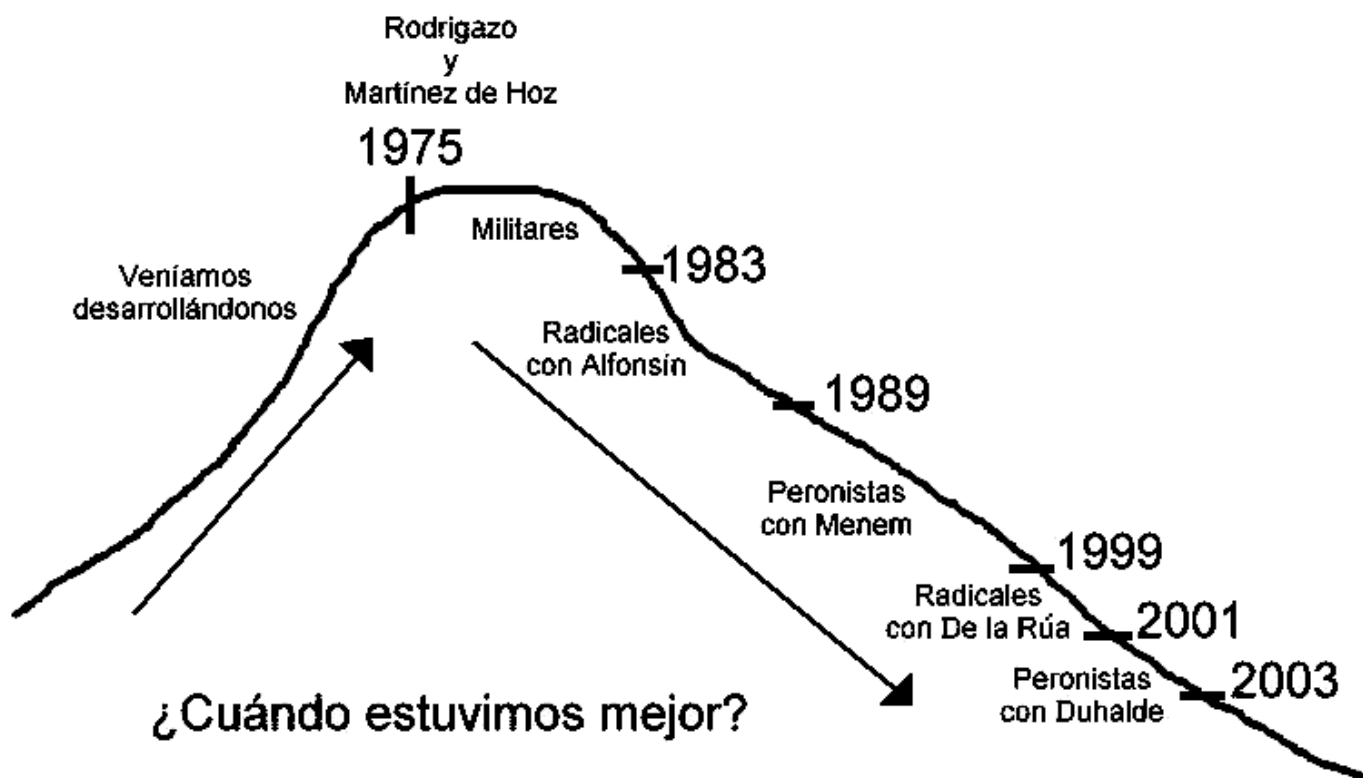 Rodrigazo
y
Martínez de Hoz
1975
Militares
1983
Veníamos
desarrollándonos
Radicales
con Alfonsín
1989
Peronistas
con Menem
1999
Radicales
con De la Rúa
2001
Peronistas
con Duhalde
2003
¿Cuándo estuvimos mejor?